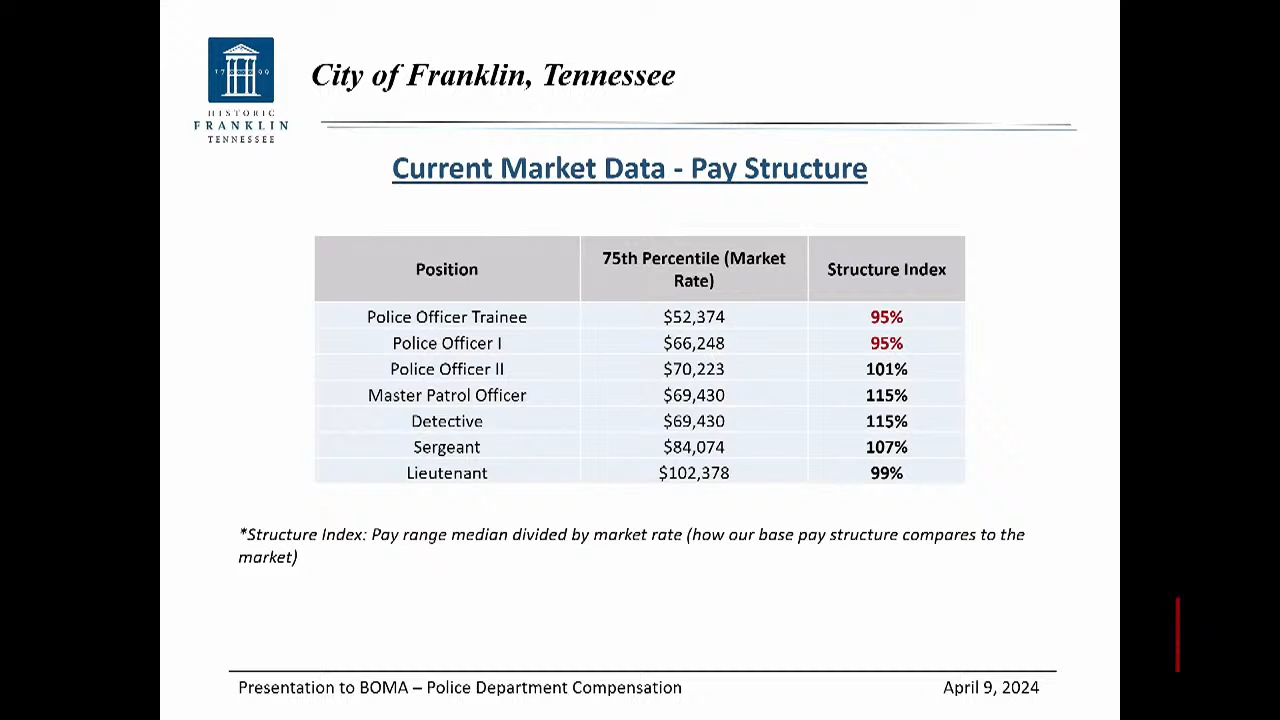 1799
HISTORIC
FRANKLIN
TENNESSEE
City of Franklin, Tennessee
Current Market Data - Pay Structure
Position 75th Percentile (Market Rate) Structure Index
Police Officer Trainee $52,374 95%
Police Officer I $66,248 95%
Police Officer II $70,223 101%
Master Patrol Officer $69,430 115%
Detective $69,430 115%
Sergeant $84,074 107%
Lieutenant $102,378 99%
*Structure Index: Pay range median divided by market rate (how our base pay structure compares to the
market)
Presentation to BOMA – Police Department Compensation April 9, 2024